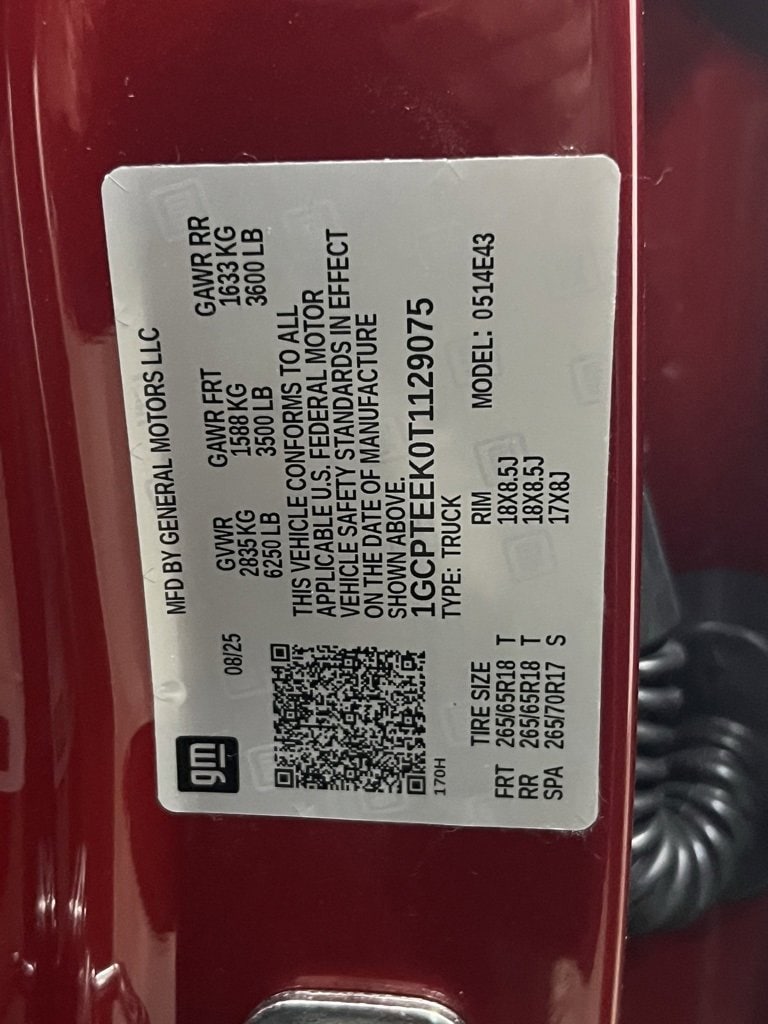 gm
MFD BY GENERAL MOTORS LLC
08/25
GVWR GAWR FRT GAWR RR
2835 KG 1588 KG 1633 KG
6250 LB 3500 LB 3600 LB
THIS VEHICLE CONFORMS TO ALL
APPLICABLE U.S. FEDERAL MOTOR
VEHICLE SAFETY STANDARDS IN EFFECT
ON THE DATE OF MANUFACTURE
SHOWN ABOVE.
1GCPTEEK0T1129075
TYPE: TRUCK
170H
TIRE SIZE RIM MODEL: 0514E43
FRT 265/65R18 T 18X8.5J
RR 265/65R18 T 18X8.5J
SPA 265/70R17 S 17X8J